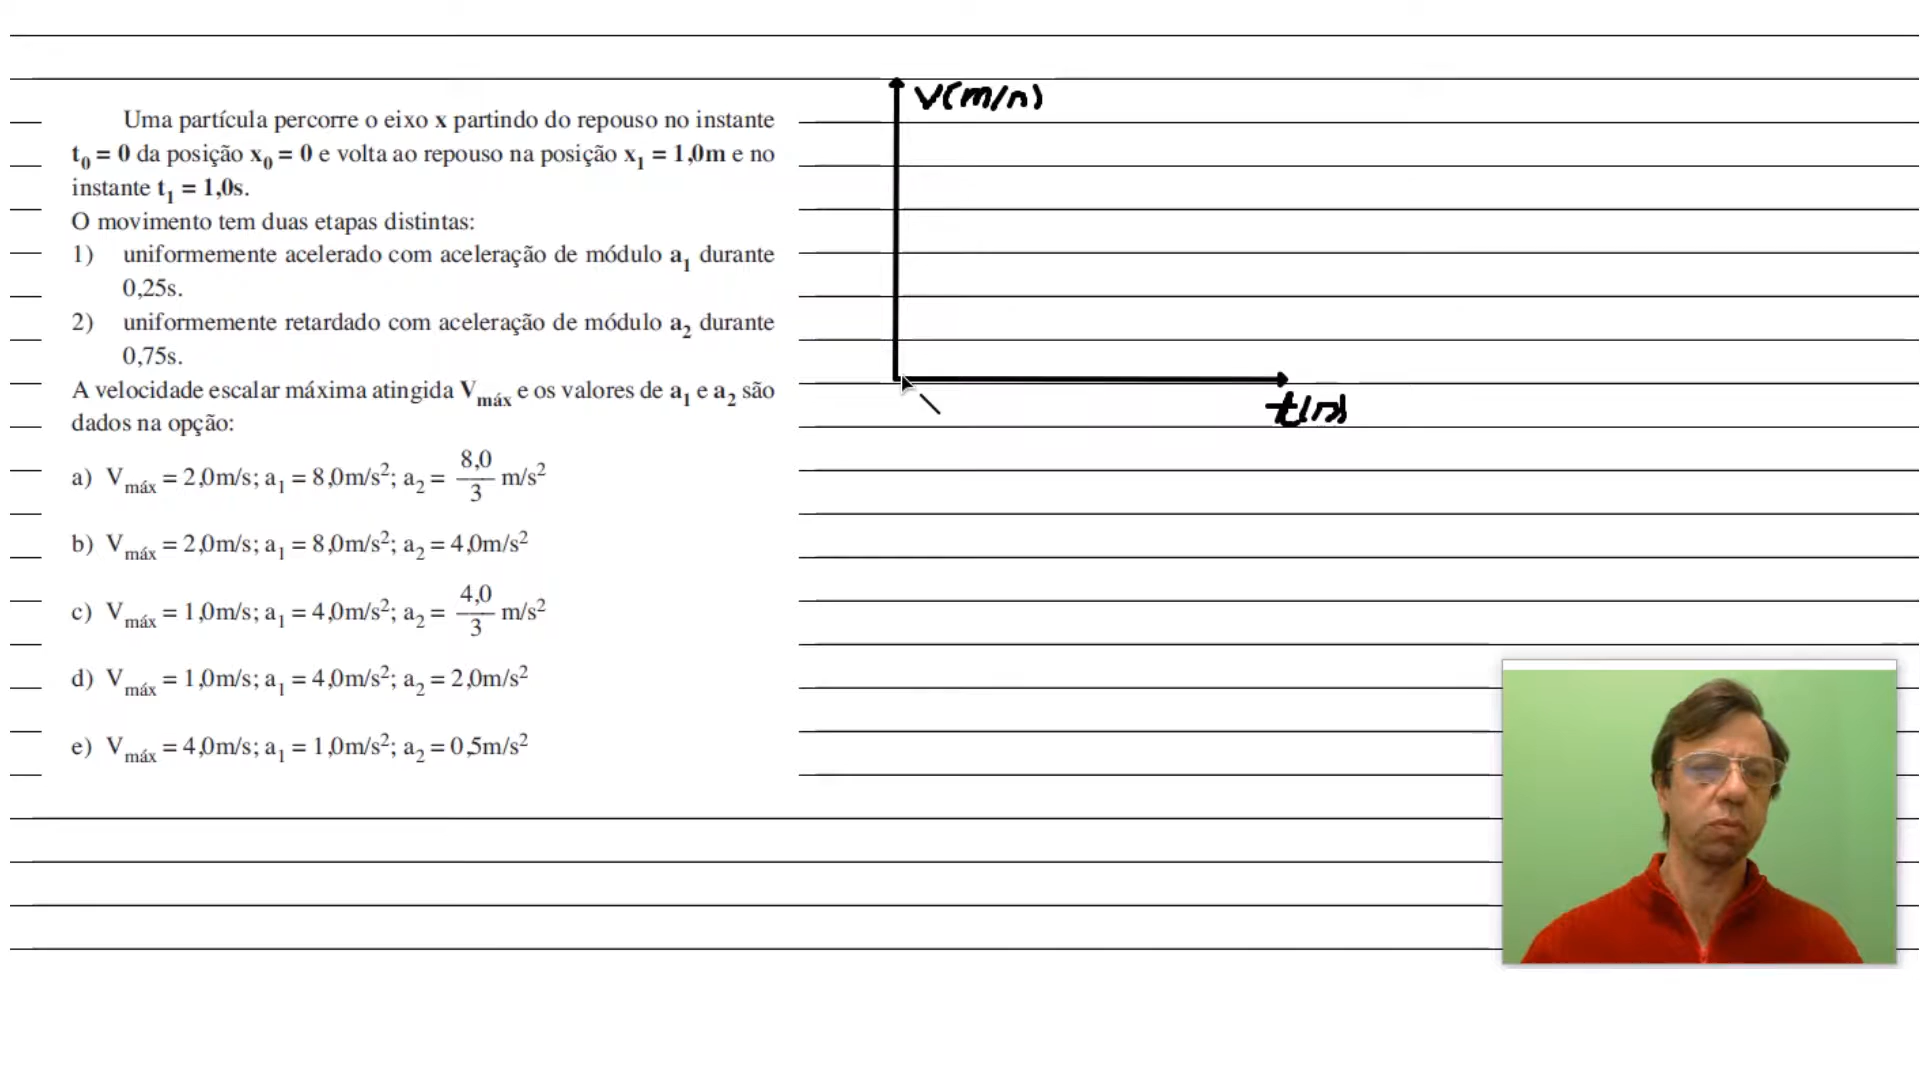 Uma partícula percorre o eixo x partindo do repouso no instante
t₀ = 0 da posição x₀ = 0 e volta ao repouso na posição x₁ = 1,0m e no
instante t₁ = 1,0s.
O movimento tem duas etapas distintas:
1) uniformemente acelerado com aceleração de módulo a₁ durante
0,25s.
2) uniformemente retardado com aceleração de módulo a₂ durante
0,75s.
A velocidade escalar máxima atingida Vmáx e os valores de a₁ e a₂ são
dados na opção:
a) Vmáx = 2,0m/s; a₁ = 8,0m/s²; a₂ = 8,0/3 m/s²
b) Vmáx = 2,0m/s; a₁ = 8,0m/s²; a₂ = 4,0m/s²
c) Vmáx = 1,0m/s; a₁ = 4,0m/s²; a₂ = 4,0/3 m/s²
d) Vmáx = 1,0m/s; a₁ = 4,0m/s²; a₂ = 2,0m/s²
e) Vmáx = 4,0m/s; a₁ = 1,0m/s²; a₂ = 0,5m/s²
V(m/s)
t(s)